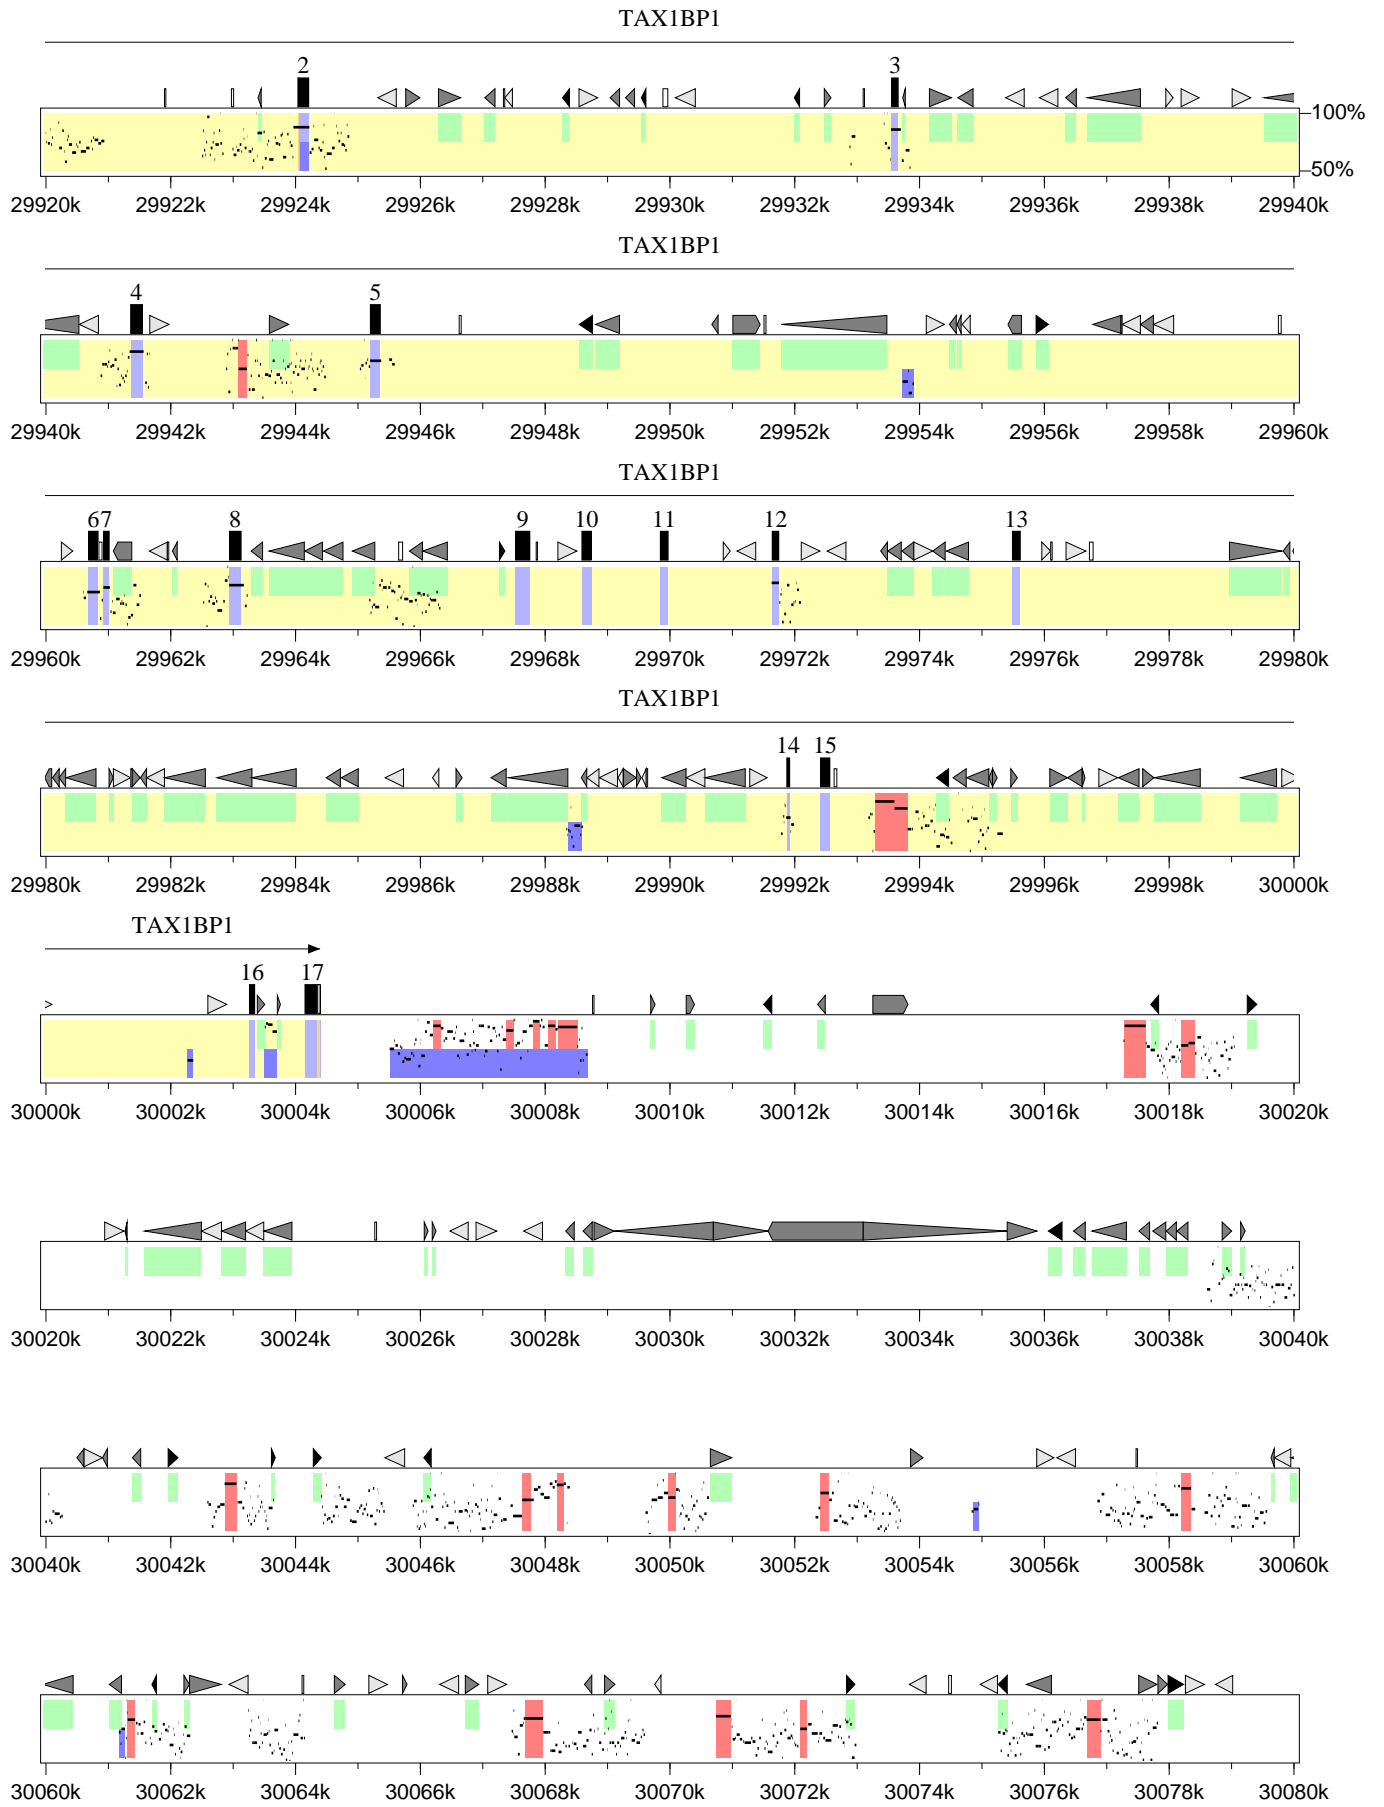 TAX1BP1
2 3
100%
50%
29920k 29922k 29924k 29926k 29928k 29930k 29932k 29934k 29936k 29938k 29940k
TAX1BP1
4 5
29940k 29942k 29944k 29946k 29948k 29950k 29952k 29954k 29956k 29958k 29960k
TAX1BP1
67 8 9 10 11 12 13
29960k 29962k 29964k 29966k 29968k 29970k 29972k 29974k 29976k 29978k 29980k
TAX1BP1
14 15
29980k 29982k 29984k 29986k 29988k 29990k 29992k 29994k 29996k 29998k 30000k
TAX1BP1
16 17
30000k 30002k 30004k 30006k 30008k 30010k 30012k 30014k 30016k 30018k 30020k
30020k 30022k 30024k 30026k 30028k 30030k 30032k 30034k 30036k 30038k 30040k
30040k 30042k 30044k 30046k 30048k 30050k 30052k 30054k 30056k 30058k 30060k
30060k 30062k 30064k 30066k 30068k 30070k 30072k 30074k 30076k 30078k 30080k